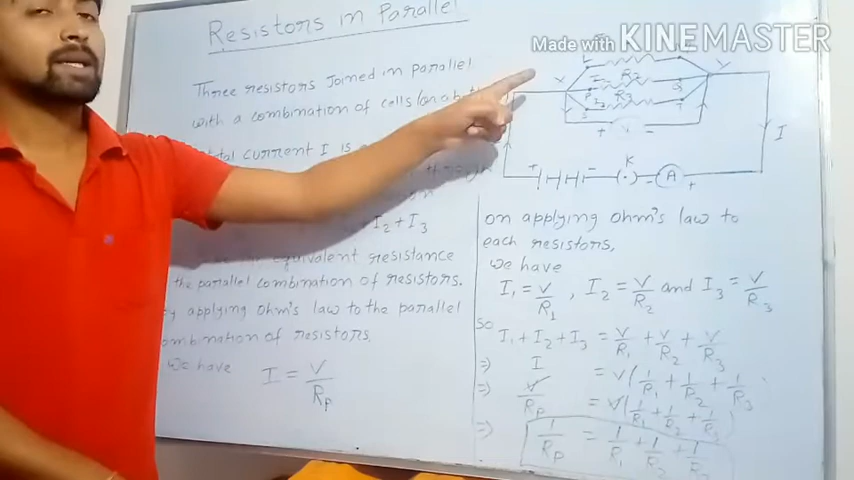 Resistors in Parallel
Made with KINEMASTER
Three resistors Joined in parallel
with a combination of cells
total current I is
I2+I3
equivalent resistance
the parallel combination of resistors.
applying ohm's law to the parallel
combination of resistors.
We have
I = V/Rp
V
R2
R3
V
I
+
-
K
A
+
on applying ohm's law to
each resistors,
we have
I1 = V/R1 , I2 = V/R2 and I3 = V/R3
so
I1 + I2 + I3 = V/R1 + V/R2 + V/R3
⇒ I = V(1/R1 + 1/R2 + 1/R3
⇒ V/Rp = V(1/R1 + 1/R2 + 1/R3)
⇒ 1/Rp = 1/R1 + 1/R2 + 1/R3